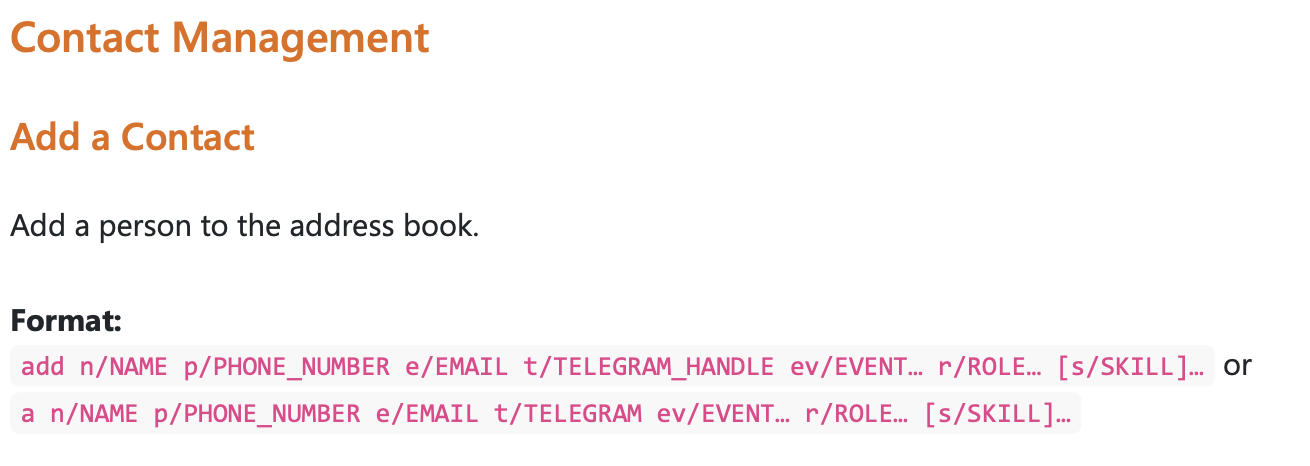 Contact Management
Add a Contact
Add a person to the address book.
Format:
add n/NAME p/PHONE_NUMBER e/EMAIL t/TELEGRAM_HANDLE ev/EVENT… r/ROLE… [s/SKILL]… or
a n/NAME p/PHONE_NUMBER e/EMAIL t/TELEGRAM ev/EVENT… r/ROLE… [s/SKILL]…